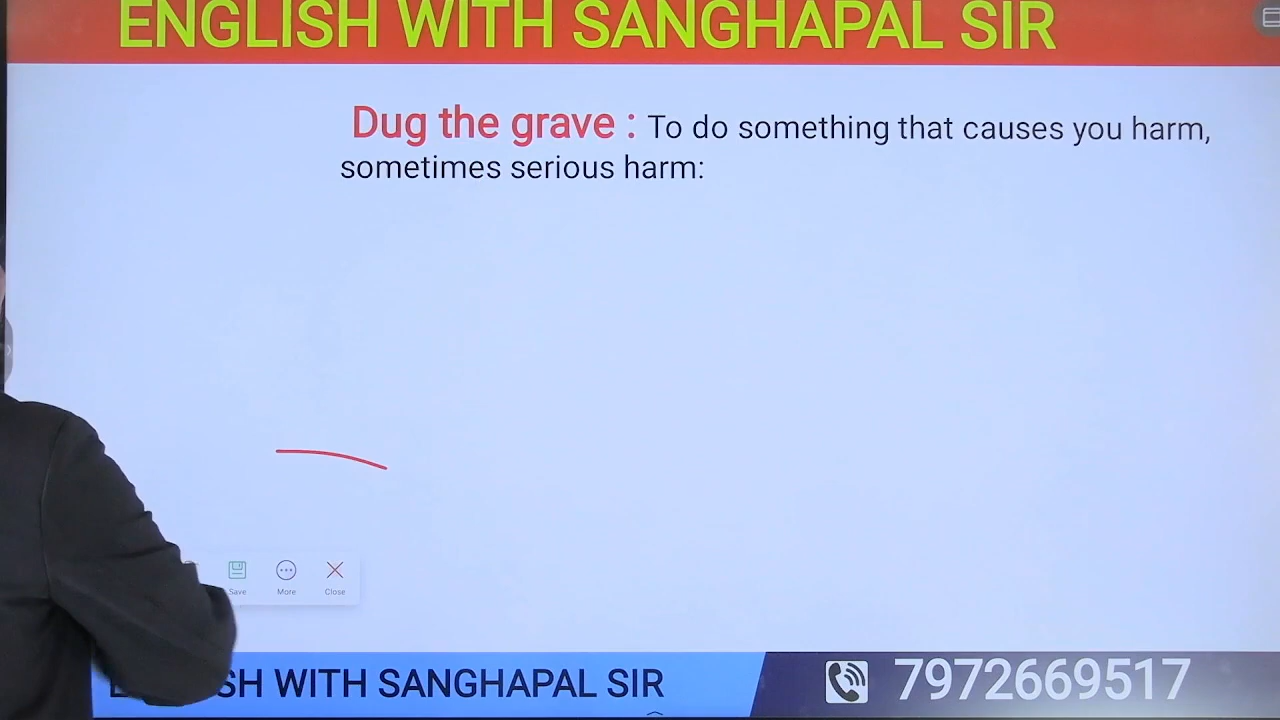 ENGLISH WITH SANGHAPAL SIR
Dug the grave : To do something that causes you harm,
sometimes serious harm:
Save More Close
SH WITH SANGHAPAL SIR
7972669517